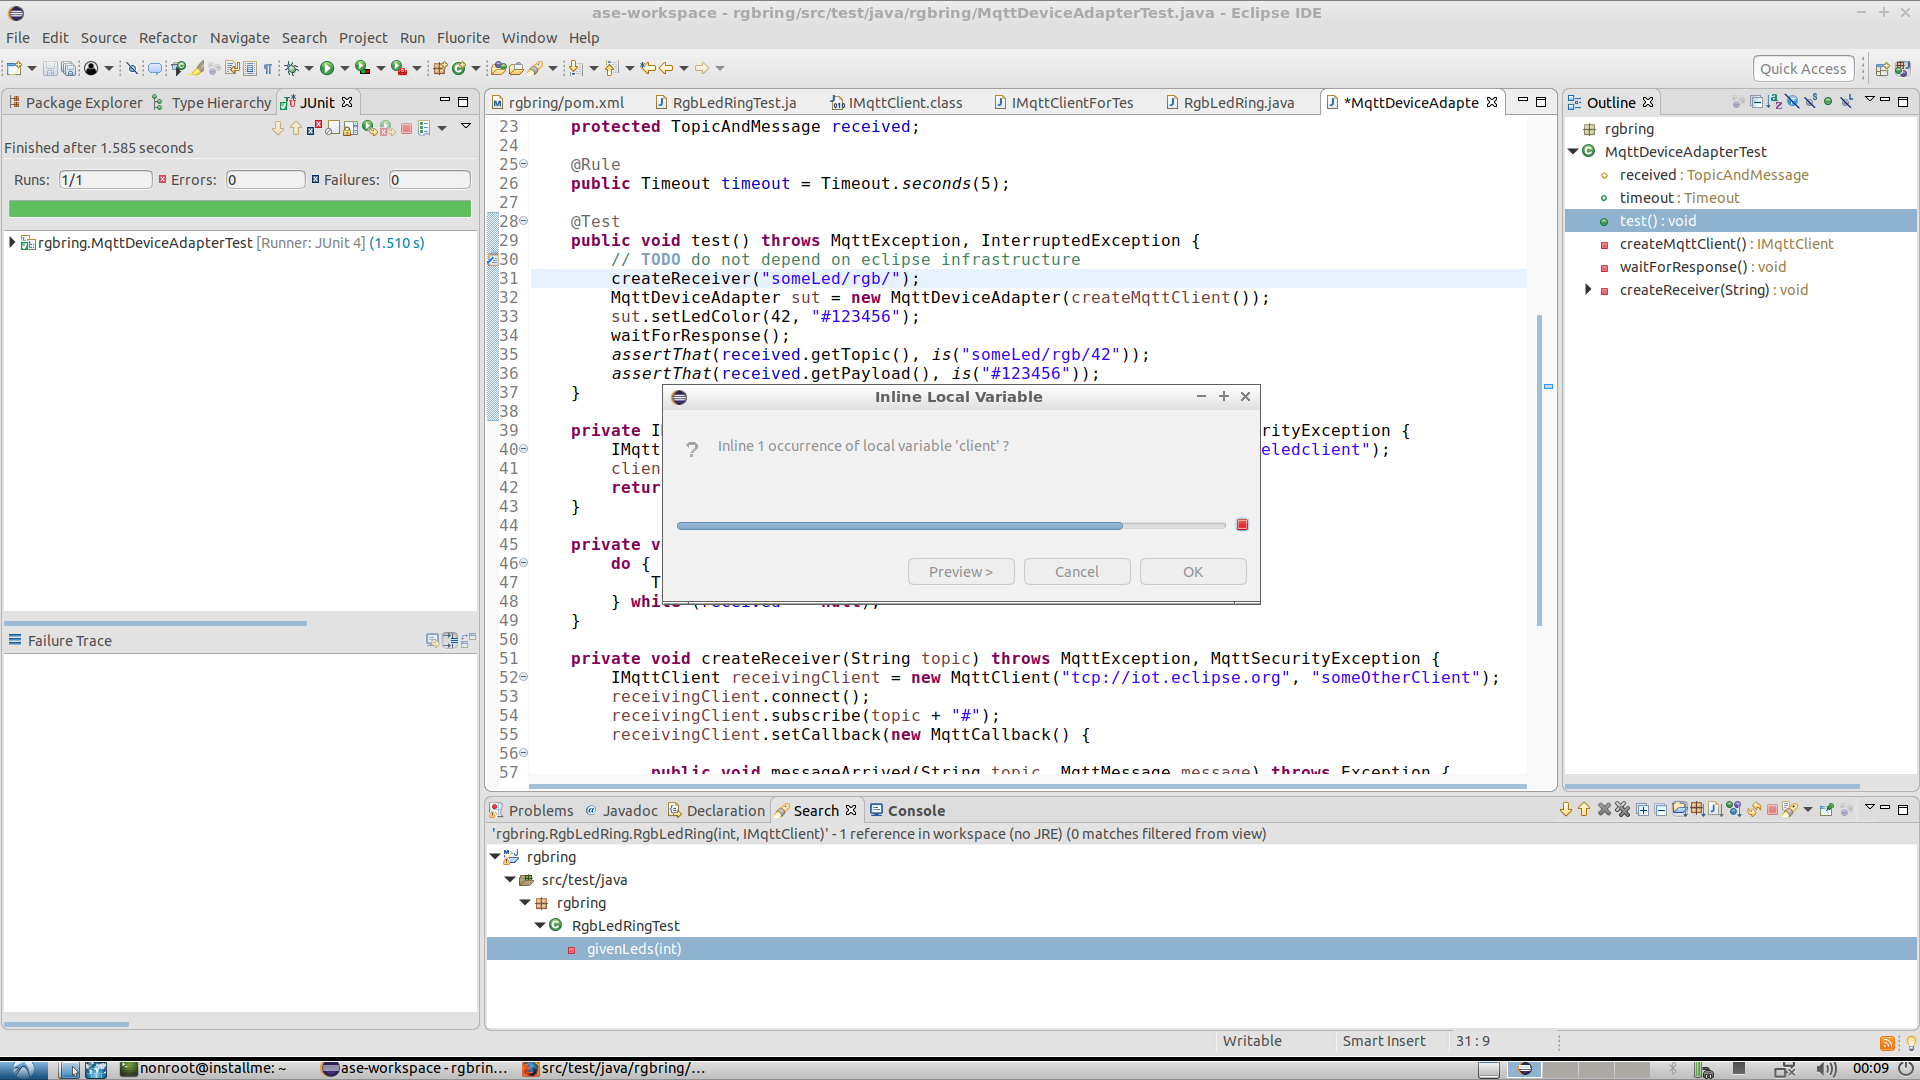 ase-workspace - rgbring/src/test/java/rgbring/MqttDeviceAdapterTest.java - Eclipse IDE
File Edit Source Refactor Navigate Search Project Run Fluorite Window Help
Quick Access
Package Explorer Type Hierarchy JUnit
Finished after 1.585 seconds
Runs: 1/1 Errors: 0 Failures: 0
rgbring.MqttDeviceAdapterTest [Runner: JUnit 4] (1.510 s)
Failure Trace
rgbring/pom.xml RgbLedRingTest.ja IMqttClient.class IMqttClientForTes RgbLedRing.java *MqttDeviceAdapte
23 protected TopicAndMessage received;
24
25 @Rule
26 public Timeout timeout = Timeout.seconds(5);
27
28 @Test
29 public void test() throws MqttException, InterruptedException {
30 // TODO do not depend on eclipse infrastructure
31 createReceiver("someLed/rgb/");
32 MqttDeviceAdapter sut = new MqttDeviceAdapter(createMqttClient());
33 sut.setLedColor(42, "#123456");
34 waitForResponse();
35 assertThat(received.getTopic(), is("someLed/rgb/42"));
36 assertThat(received.getPayload(), is("#123456"));
37 }
38
39 private I rityException {
40 IMqtt eledclient");
41 clien
42 retur
43 }
44
45 private v
46 do {
47 T
48 } whi
49 }
50
51 private void createReceiver(String topic) throws MqttException, MqttSecurityException {
52 IMqttClient receivingClient = new MqttClient("tcp://iot.eclipse.org", "someOtherClient");
53 receivingClient.connect();
54 receivingClient.subscribe(topic + "#");
55 receivingClient.setCallback(new MqttCallback() {
56
57 public void messageArrived(String topic, MqttMessage message) throws Exception {
Inline Local Variable
? Inline 1 occurrence of local variable 'client' ?
Preview > Cancel OK
Outline
rgbring
MqttDeviceAdapterTest
received : TopicAndMessage
timeout : Timeout
test() : void
createMqttClient() : IMqttClient
waitForResponse() : void
createReceiver(String) : void
Problems Javadoc Declaration Search Console
'rgbring.RgbLedRing.RgbLedRing(int, IMqttClient)' - 1 reference in workspace (no JRE) (0 matches filtered from view)
rgbring
src/test/java
rgbring
RgbLedRingTest
givenLeds(int)
Writable Smart Insert 31 : 9
nonroot@installme: ~ ase-workspace - rgbrin... src/test/java/rgbring/... 00:09